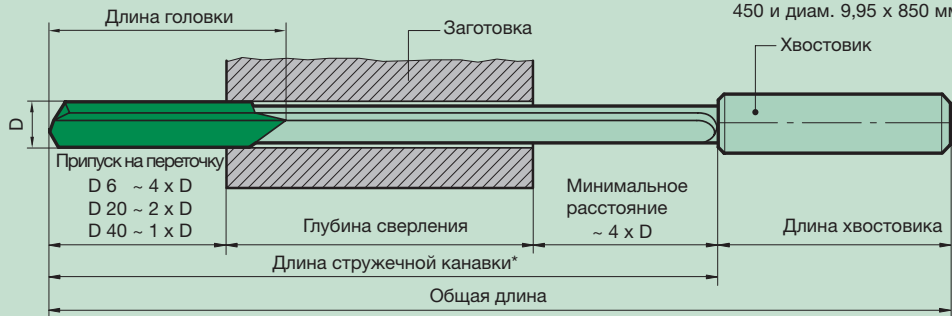 450 и диам. 9,95 x 850 мм
Длина головки
Заготовка
Хвостовик
D
Припуск на переточку
D 6 ~ 4 x D
D 20 ~ 2 x D
D 40 ~ 1 x D
Глубина сверления
Минимальное
расстояние
~ 4 x D
Длина хвостовика
Длина стружечной канавки*
Общая длина